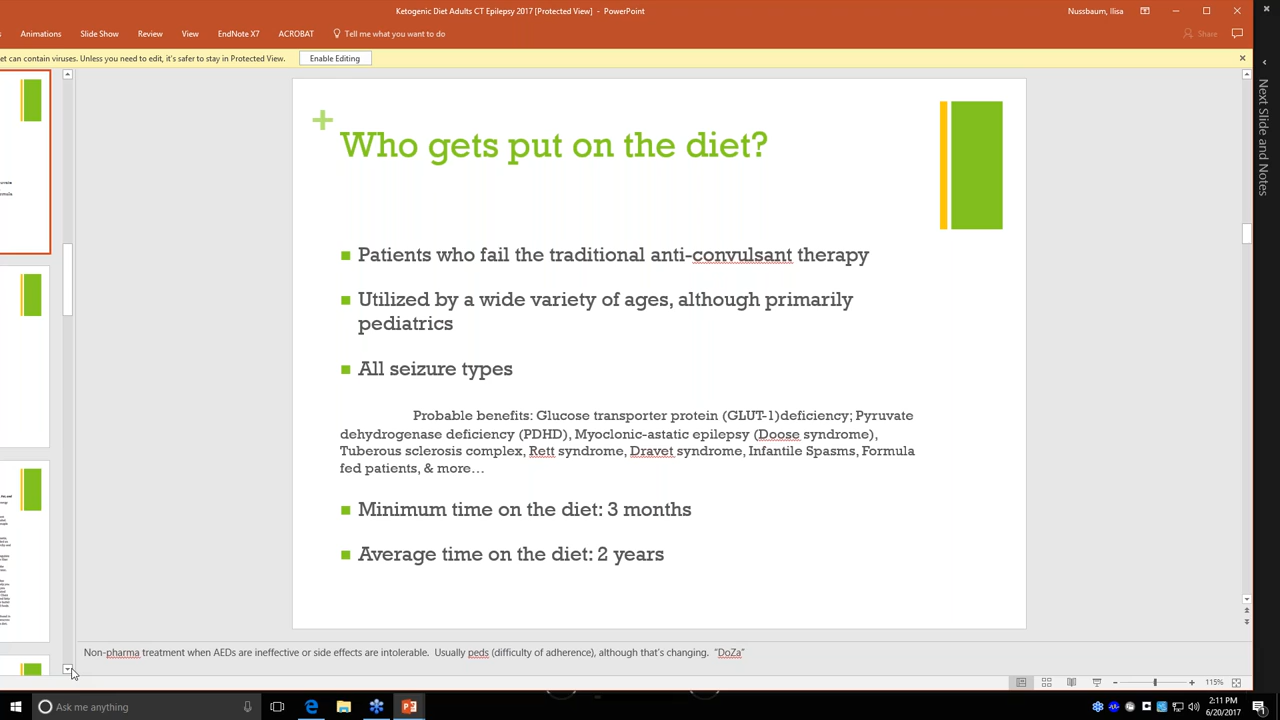 Ketogenic Diet Adults CT Epilepsy 2017 [Protected View] - PowerPoint
Nussbaum, Ilisa
Animations Slide Show Review View EndNote X7 ACROBAT Tell me what you want to do
Share
et can contain viruses. Unless you need to edit, it's safer to stay in Protected View. Enable Editing
Next Slide and Notes
+
Who gets put on the diet?
Patients who fail the traditional anti-convulsant therapy
Utilized by a wide variety of ages, although primarily
pediatrics
All seizure types
Probable benefits: Glucose transporter protein (GLUT-1)deficiency; Pyruvate
dehydrogenase deficiency (PDHD), Myoclonic-astatic epilepsy (Doose syndrome),
Tuberous sclerosis complex, Rett syndrome, Dravet syndrome, Infantile Spasms, Formula
fed patients, & more…
Minimum time on the diet: 3 months
Average time on the diet: 2 years
Non-pharma treatment when AEDs are ineffective or side effects are intolerable. Usually peds (difficulty of adherence), although that's changing. "DoZa"
115%
Ask me anything
2:11 PM
6/20/2017